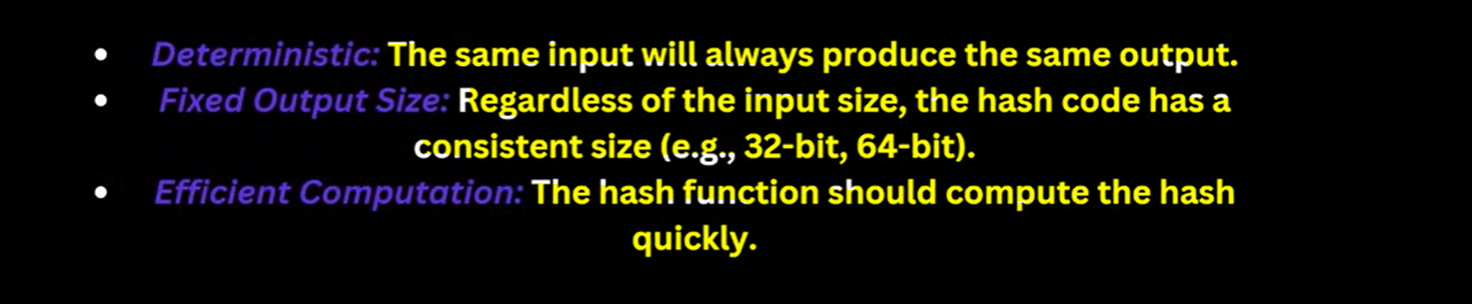 • Deterministic: The same input will always produce the same output.
• Fixed Output Size: Regardless of the input size, the hash code has a
consistent size (e.g., 32-bit, 64-bit).
• Efficient Computation: The hash function should compute the hash
quickly.